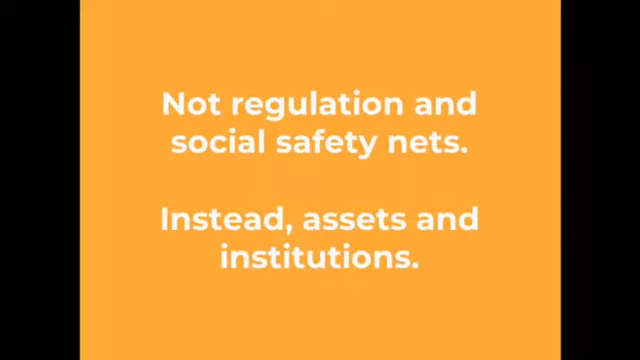 Not regulation and
social safety nets.
Instead, assets and
institutions.